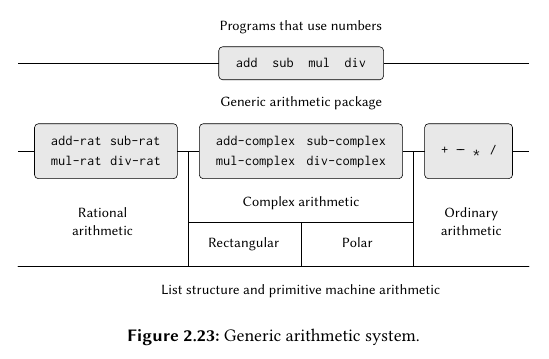 Programs that use numbers
add sub mul div
Generic arithmetic package
add-rat sub-rat
mul-rat div-rat
add-complex sub-complex
mul-complex div-complex
+ − * /
Complex arithmetic
Rational
arithmetic
Ordinary
arithmetic
Rectangular
Polar
List structure and primitive machine arithmetic
Figure 2.23: Generic arithmetic system.